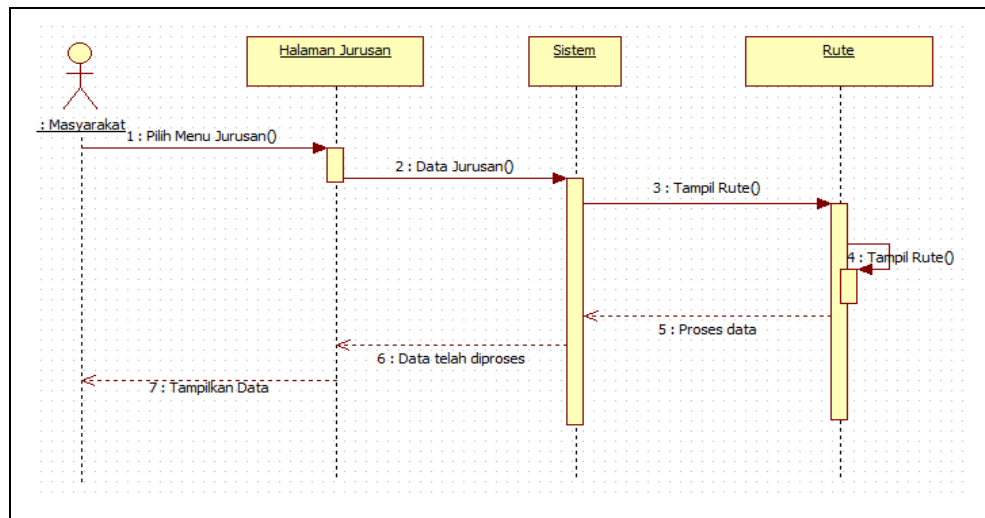 Halaman Jurusan
Sistem
Rute
: Masyarakat
1 : Pilih Menu Jurusan()
2 : Data Jurusan()
3 : Tampil Rute()
4 : Tampil Rute()
5 : Proses data
6 : Data telah diproses
7 : Tampilkan Data